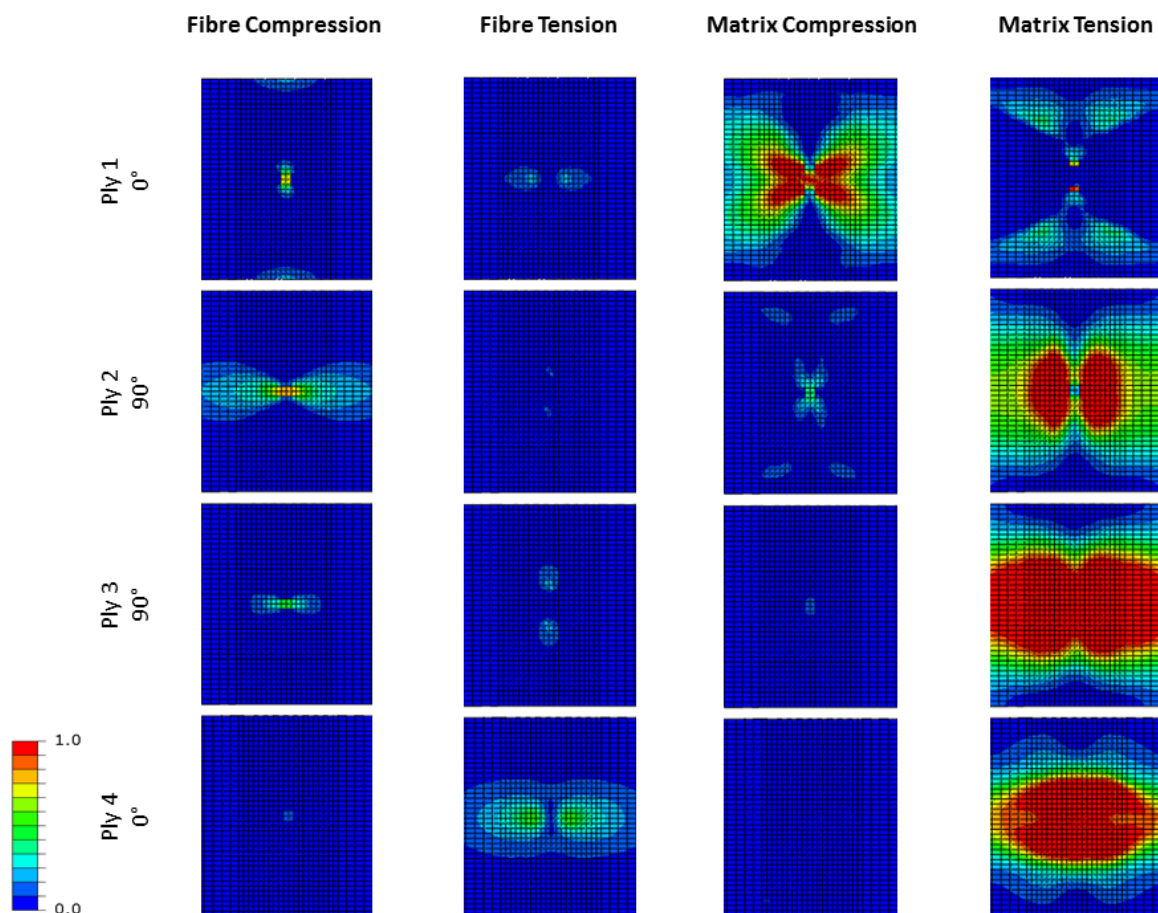 Fibre Compression
Fibre Tension
Matrix Compression
Matrix Tension
Ply 1
0°
Ply 2
90°
Ply 3
90°
Ply 4
0°
1.0
0.0